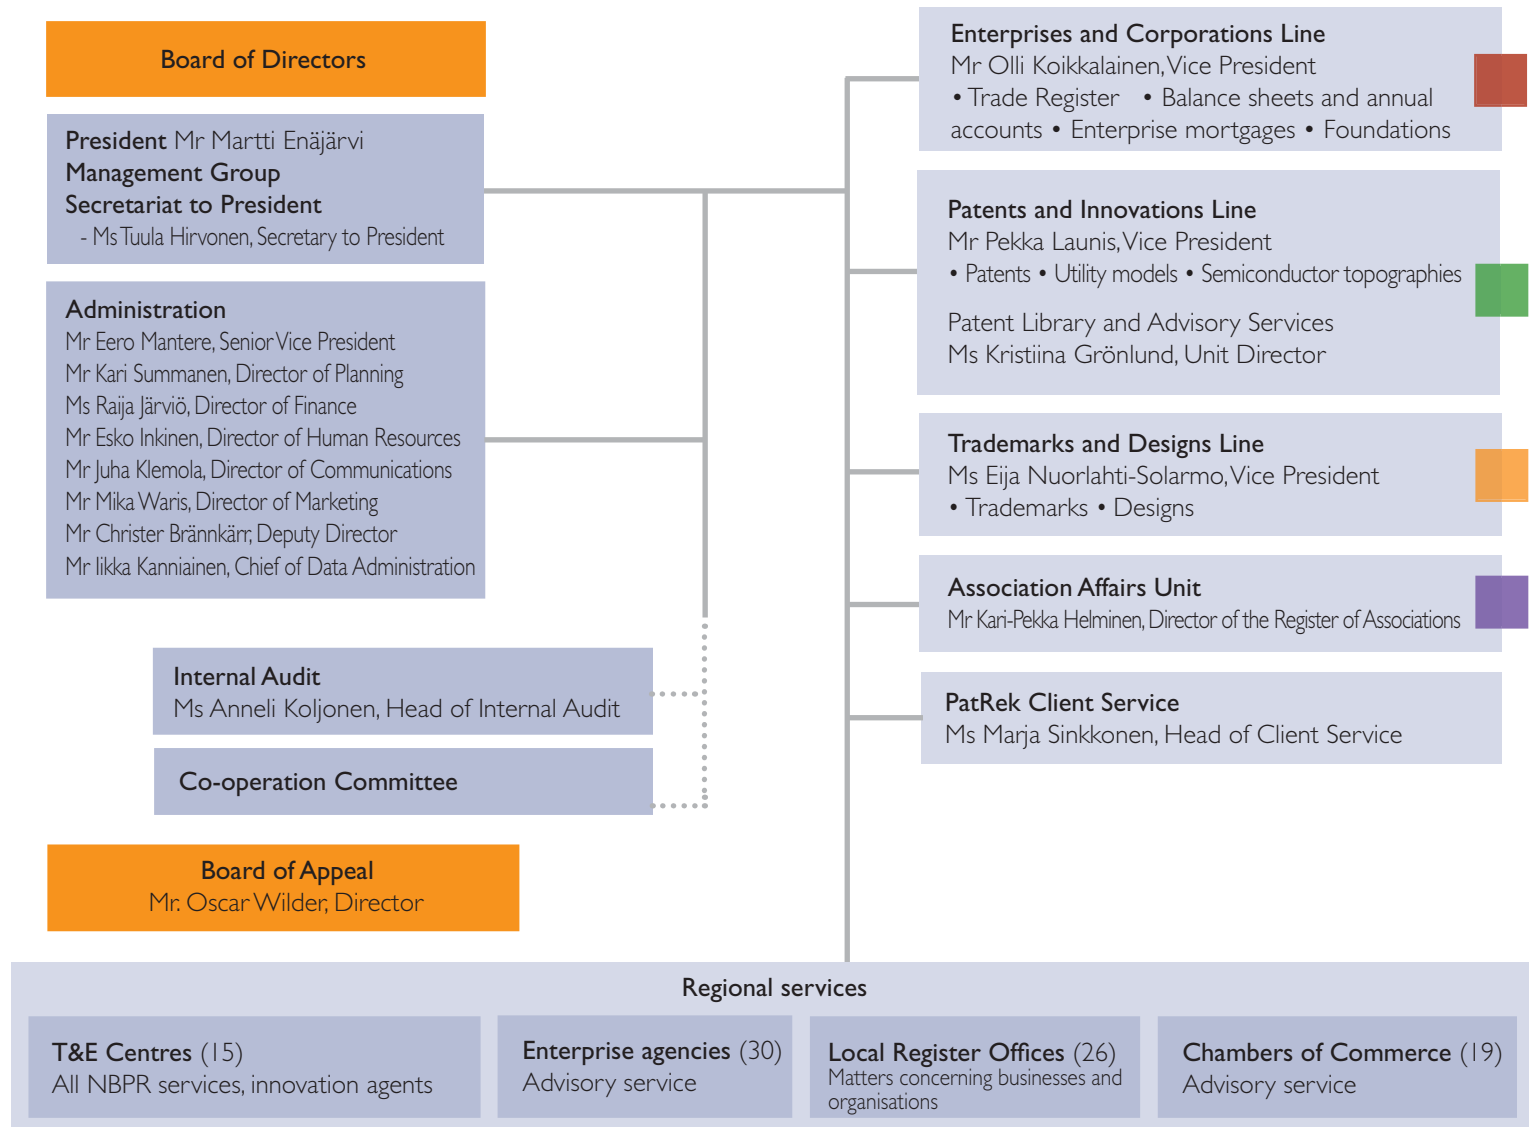 Board of Directors
President Mr Martti Enäjärvi
Management Group
Secretariat to President
- Ms Tuula Hirvonen, Secretary to President
Administration
Mr Eero Mantere, Senior Vice President
Mr Kari Summanen, Director of Planning
Ms Raija Järviö, Director of Finance
Mr Esko Inkinen, Director of Human Resources
Mr Juha Klemola, Director of Communications
Mr Mika Waris, Director of Marketing
Mr Christer Brännkärr, Deputy Director
Mr Iikka Kanniainen, Chief of Data Administration
Internal Audit
Ms Anneli Koljonen, Head of Internal Audit
Co-operation Committee
Board of Appeal
Mr. Oscar Wilder, Director
Enterprises and Corporations Line
Mr Olli Koikkalainen, Vice President
• Trade Register • Balance sheets and annual
accounts • Enterprise mortgages • Foundations
Patents and Innovations Line
Mr Pekka Launis, Vice President
• Patents • Utility models • Semiconductor topographies
Patent Library and Advisory Services
Ms Kristiina Grönlund, Unit Director
Trademarks and Designs Line
Ms Eija Nuorlahti-Solarmo, Vice President
• Trademarks • Designs
Association Affairs Unit
Mr Kari-Pekka Helminen, Director of the Register of Associations
PatRek Client Service
Ms Marja Sinkkonen, Head of Client Service
Regional services
T&E Centres (15)
All NBPR services, innovation agents
Enterprise agencies (30)
Advisory service
Local Register Offices (26)
Matters concerning businesses and
organisations
Chambers of Commerce (19)
Advisory service